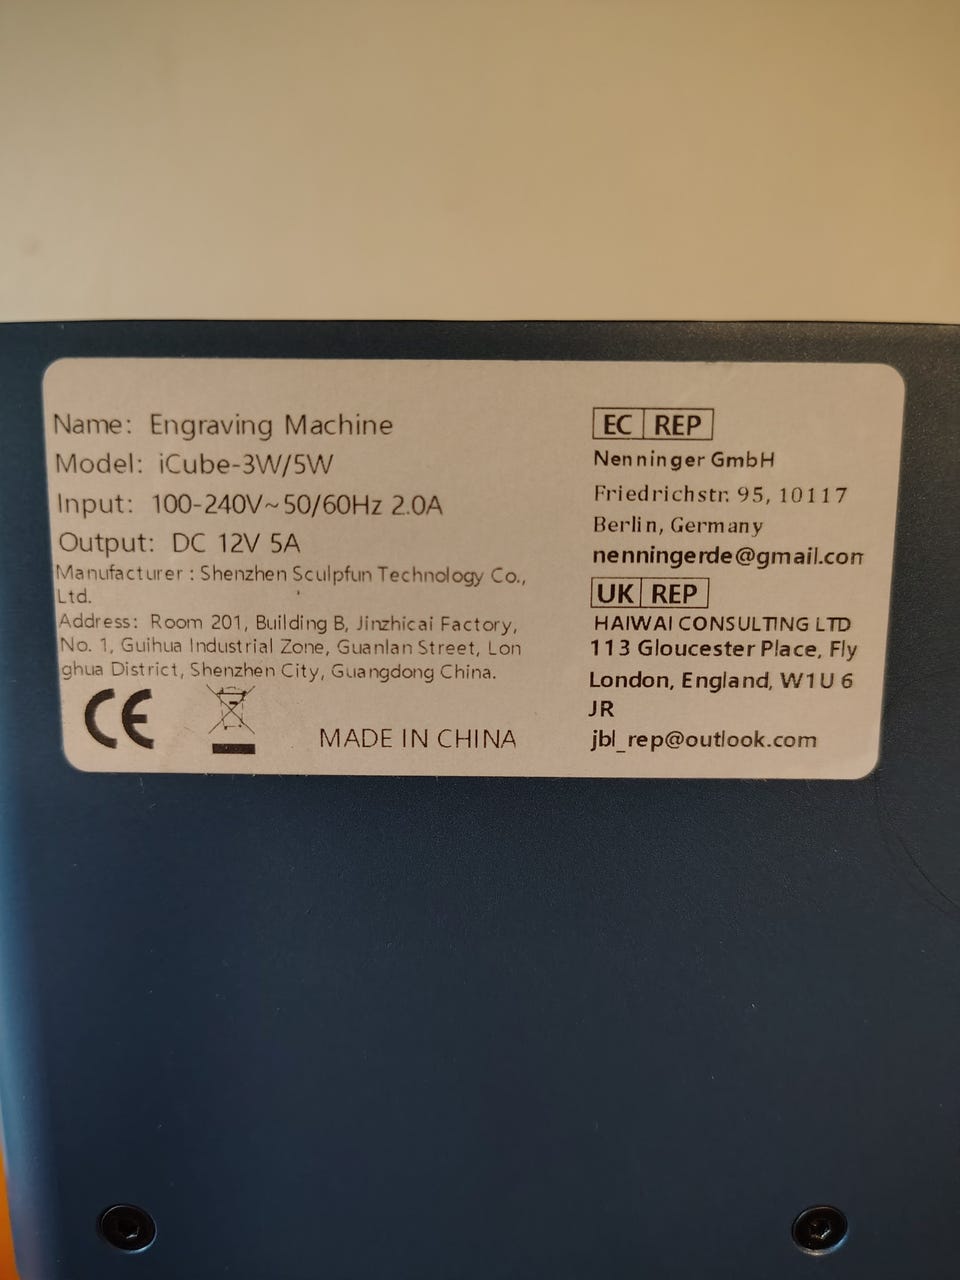 Name: Engraving Machine
Model: iCube-3W/5W
Input: 100-240V~50/60Hz 2.0A
Output: DC 12V 5A
Manufacturer : Shenzhen Sculpfun Technology Co.,
Ltd.
Address: Room 201, Building B, Jinzhicai Factory,
No. 1, Guihua Industrial Zone, Guanlan Street, Lon
ghua District, Shenzhen City, Guangdong China.
CE
MADE IN CHINA
EC REP
Nenninger GmbH
Friedrichstr. 95, 10117
Berlin, Germany
nenningerde@gmail.com
UK REP
HAIWAI CONSULTING LTD
113 Gloucester Place, Fly
London, England, W1U 6
JR
jbl_rep@outlook.com